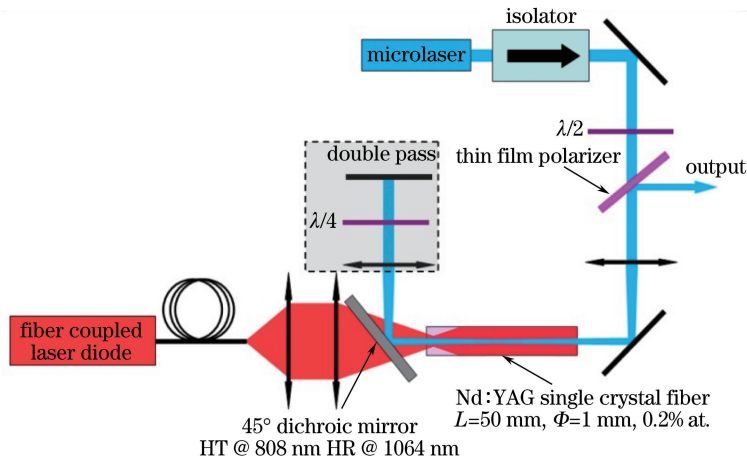 isolator
microlaser
λ/2
thin film polarizer
output
double pass
λ/4
fiber coupled
laser diode
45° dichroic mirror
HT @ 808 nm HR @ 1064 nm
Nd∶YAG single crystal fiber
L=50 mm, Φ=1 mm, 0.2% at.